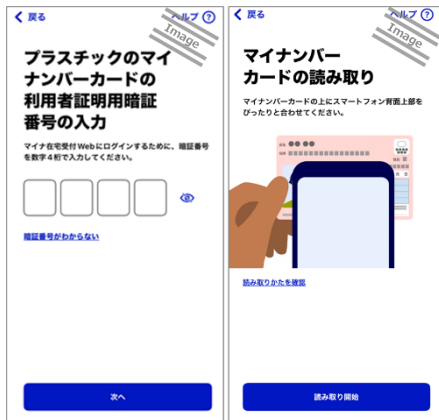 戻る
ヘルプ
Image
プラスチックのマイ
ナンバーカードの
利用者証明用暗証
番号の入力
マイナ在宅受付Webにログインするために、暗証番号
を数字4桁で入力してください。
暗証番号がわからない
次へ
戻る
ヘルプ
Image
マイナンバー
カードの読み取り
マイナンバーカードの上にスマートフォン背面上部を
ぴったりと合わせてください。
読み取りかたを確認
読み取り開始